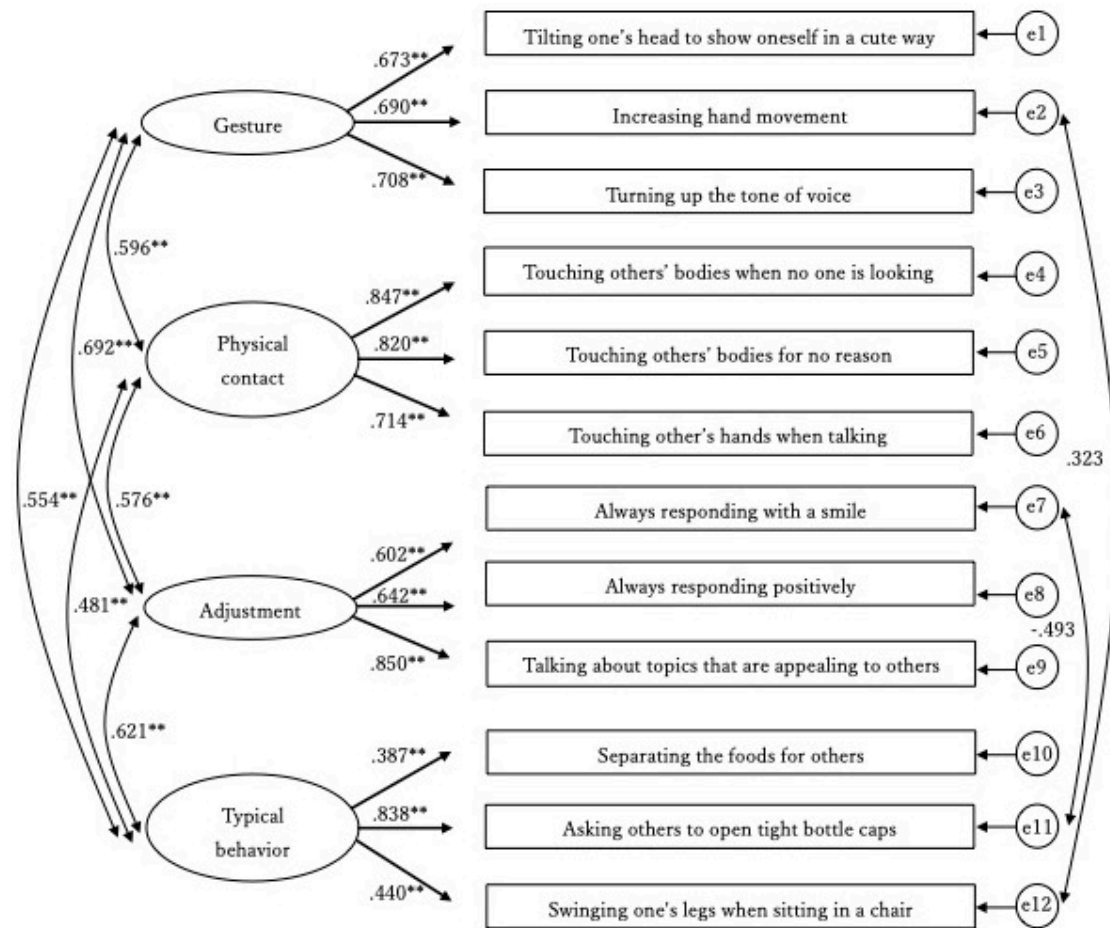 Tilting one's head to show oneself in a cute way
e1
.673**
Gesture
.690**
Increasing hand movement
e2
.708**
Turning up the tone of voice
e3
.596**
Touching others' bodies when no one is looking
e4
.847**
Physical
contact
.820**
Touching others' bodies for no reason
e5
.692**
.714**
Touching other's hands when talking
e6
.323
.554**
.576**
Always responding with a smile
e7
.602**
Adjustment
.642**
Always responding positively
e8
.481**
-.493
.850**
Talking about topics that are appealing to others
e9
.621**
.387**
Separating the foods for others
e10
Typical
behavior
.838**
Asking others to open tight bottle caps
e11
.440**
Swinging one's legs when sitting in a chair
e12